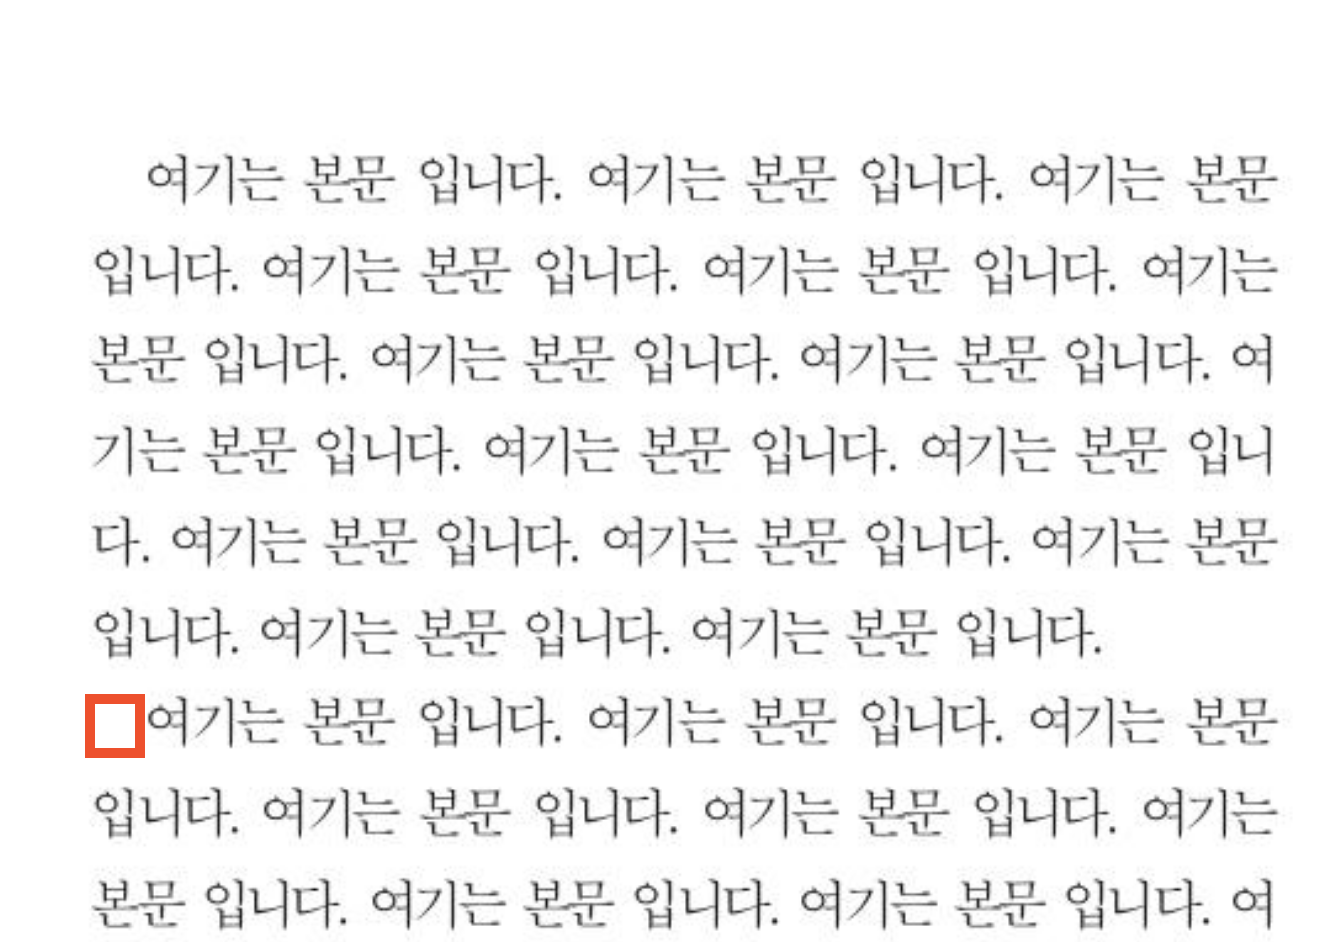 여기는 본문 입니다. 여기는 본문 입니다. 여기는 본문
입니다. 여기는 본문 입니다. 여기는 본문 입니다. 여기는
본문 입니다. 여기는 본문 입니다. 여기는 본문 입니다. 여
기는 본문 입니다. 여기는 본문 입니다. 여기는 본문 입니
다. 여기는 본문 입니다. 여기는 본문 입니다. 여기는 본문
입니다. 여기는 본문 입니다. 여기는 본문 입니다.
여기는 본문 입니다. 여기는 본문 입니다. 여기는 본문
입니다. 여기는 본문 입니다. 여기는 본문 입니다. 여기는
본문 입니다. 여기는 본문 입니다. 여기는 본문 입니다. 여